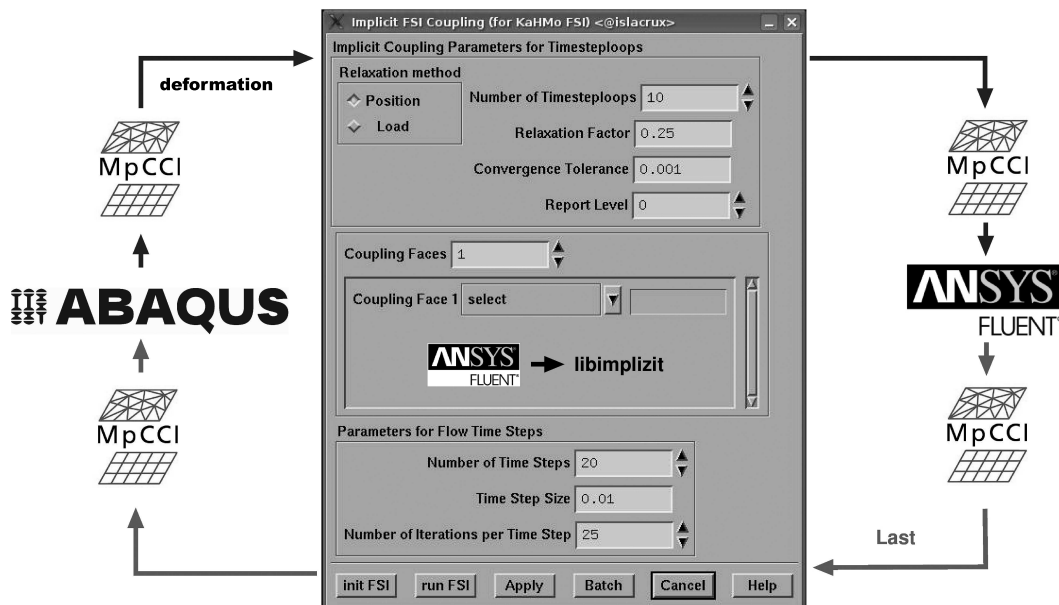 Implicit FSI Coupling (for KaHMo FSI) <@islacrux>
Implicit Coupling Parameters for Timesteploops
Relaxation method
Position
Load
Number of Timesteploops 10
Relaxation Factor 0.25
Convergence Tolerance 0.001
Report Level 0
Coupling Faces 1
Coupling Face 1 select
ANSYS
FLUENT®
libimplizit
Parameters for Flow Time Steps
Number of Time Steps 20
Time Step Size 0.01
Number of Iterations per Time Step 25
init FSI run FSI Apply Batch Cancel Help
deformation
MpCCI
ABAQUS
MpCCI
MpCCI
ANSYS®
FLUENT®
MpCCI
Last